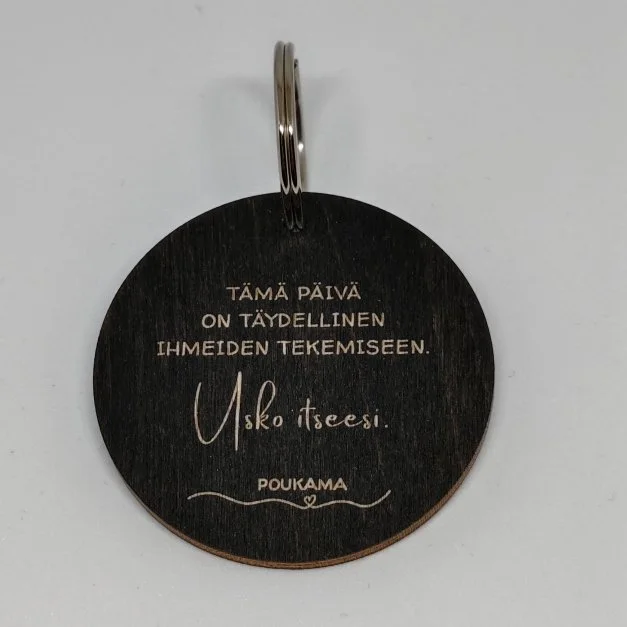 TÄMÄ PÄIVÄ
ON TÄYDELLINEN
IHMEIDEN TEKEMISEEN.
Usko itseesi.
POUKAMA